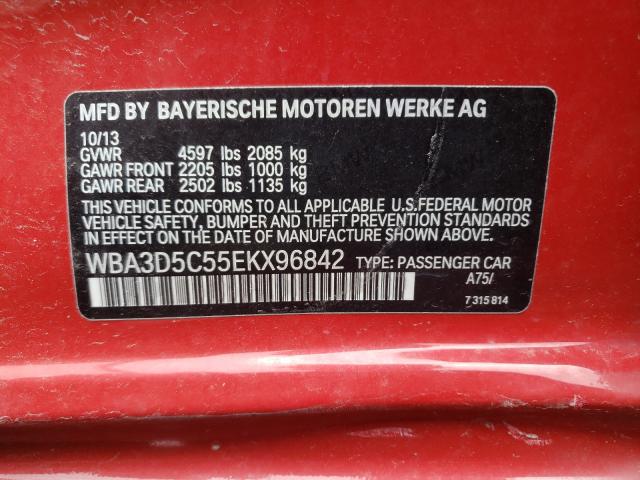 MFD BY BAYERISCHE MOTOREN WERKE AG
10/13
GVWR 4597 lbs 2085 kg
GAWR FRONT 2205 lbs 1000 kg
GAWR REAR 2502 lbs 1135 kg
THIS VEHICLE CONFORMS TO ALL APPLICABLE U.S.FEDERAL MOTOR
VEHICLE SAFETY, BUMPER AND THEFT PREVENTION STANDARDS
IN EFFECT ON THE DATE OF MANUFACTURE SHOWN ABOVE.
WBA3D5C55EKX96842 TYPE: PASSENGER CAR
A75/
7 315 814